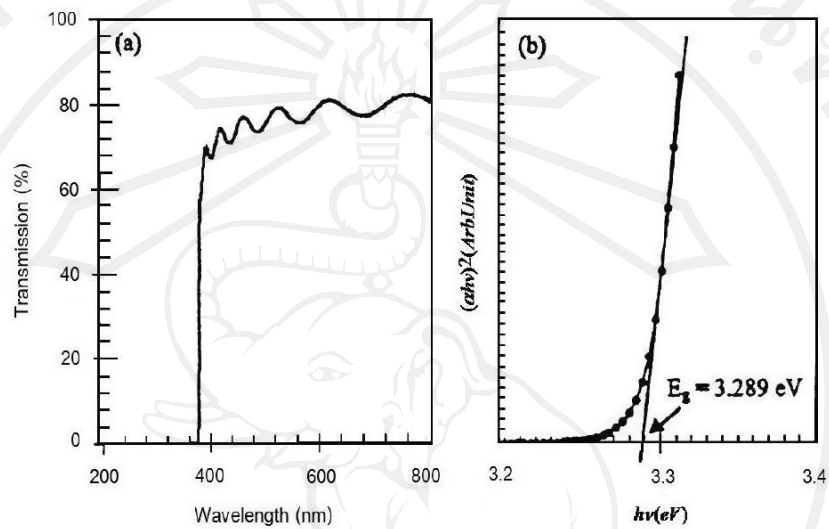 (a)
100
80
60
40
20
0
200
400
600
800
Transmission (%)
Wavelength (nm)
(b)
(αhν)²(Arb.Unit)
E_g = 3.289 eV
3.2
3.3
3.4
hν(eV)